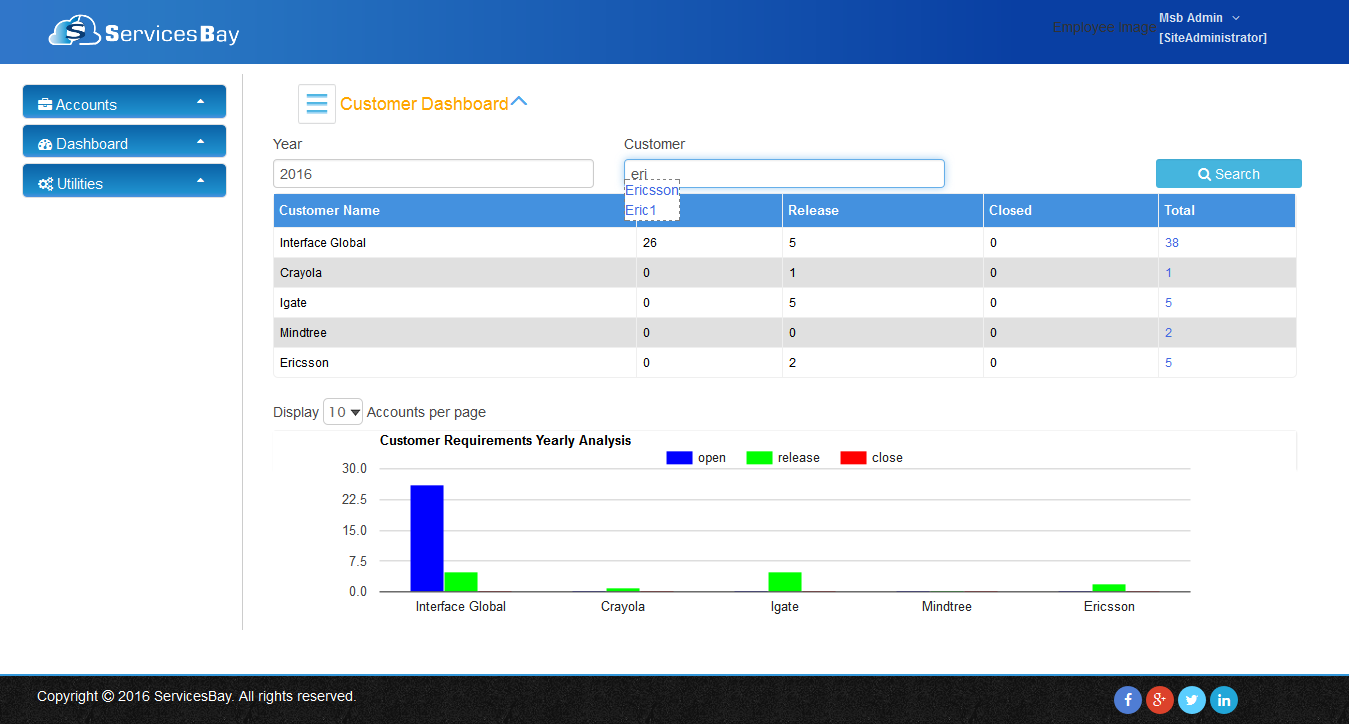 ServicesBay
Employee Image
Msb Admin
[SiteAdministrator]
Accounts
Dashboard
Utilities
Customer Dashboard
Year
Customer
2016
eri
Search
Ericsson
Eric1
Customer Name Release Closed Total
Interface Global 26 5 0 38
Crayola 0 1 0 1
Igate 0 5 0 5
Mindtree 0 0 0 2
Ericsson 0 2 0 5
Display 10 Accounts per page
Customer Requirements Yearly Analysis
open release close
30.0
22.5
15.0
7.5
0.0
Interface Global Crayola Igate Mindtree Ericsson
Copyright © 2016 ServicesBay. All rights reserved.
f g+ in